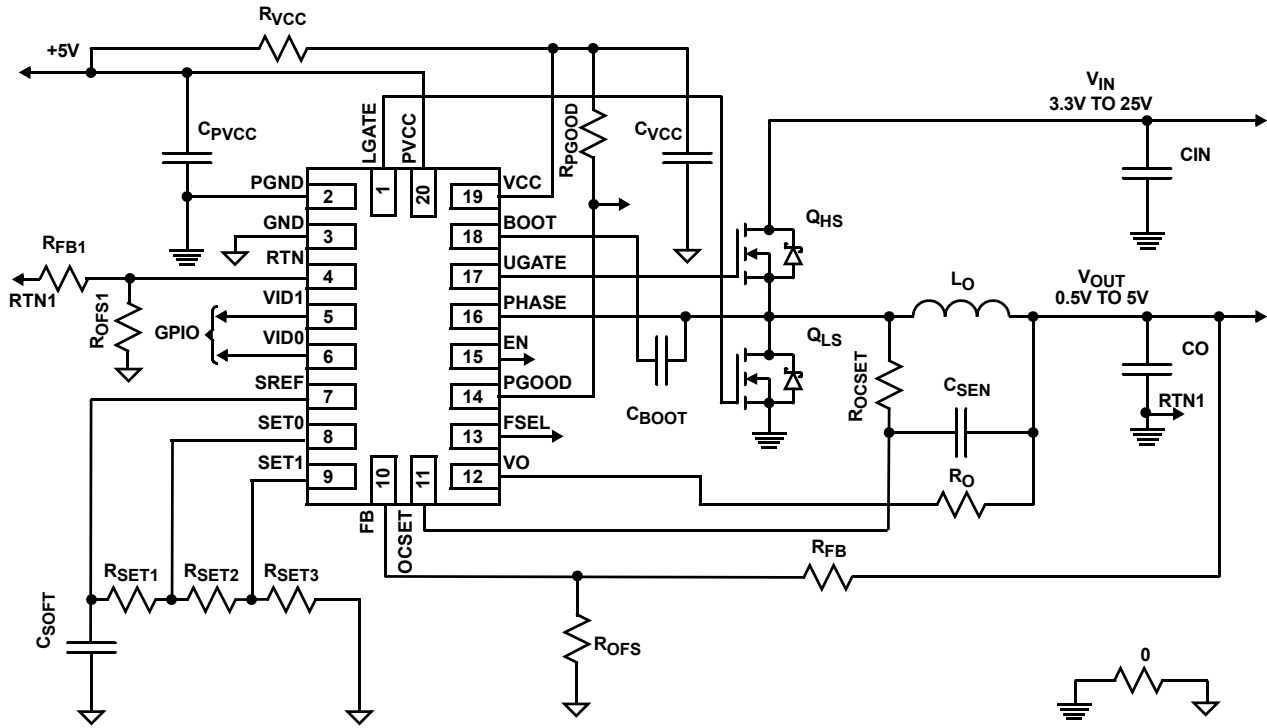 RVCC
+5V
VIN
3.3V TO 25V
CPVCC
LGATE
PVCC
RPGOOD
CVCC
CIN
PGND
2
1
20
19
VCC
GND
3
18
BOOT
QHS
RFB1
RTN
4
17
UGATE
RTN1
ROFS1
VID1
5
16
PHASE
LO
VOUT
0.5V TO 5V
GPIO
VID0
6
15
EN
QLS
SREF
7
14
PGOOD
CBOOT
ROCSET
CSEN
CO
RTN1
SET0
8
13
FSEL
SET1
9
10
11
12
VO
RO
FB
OCSET
RFB
RSET1
RSET2
RSET3
CSOFT
ROFS
0